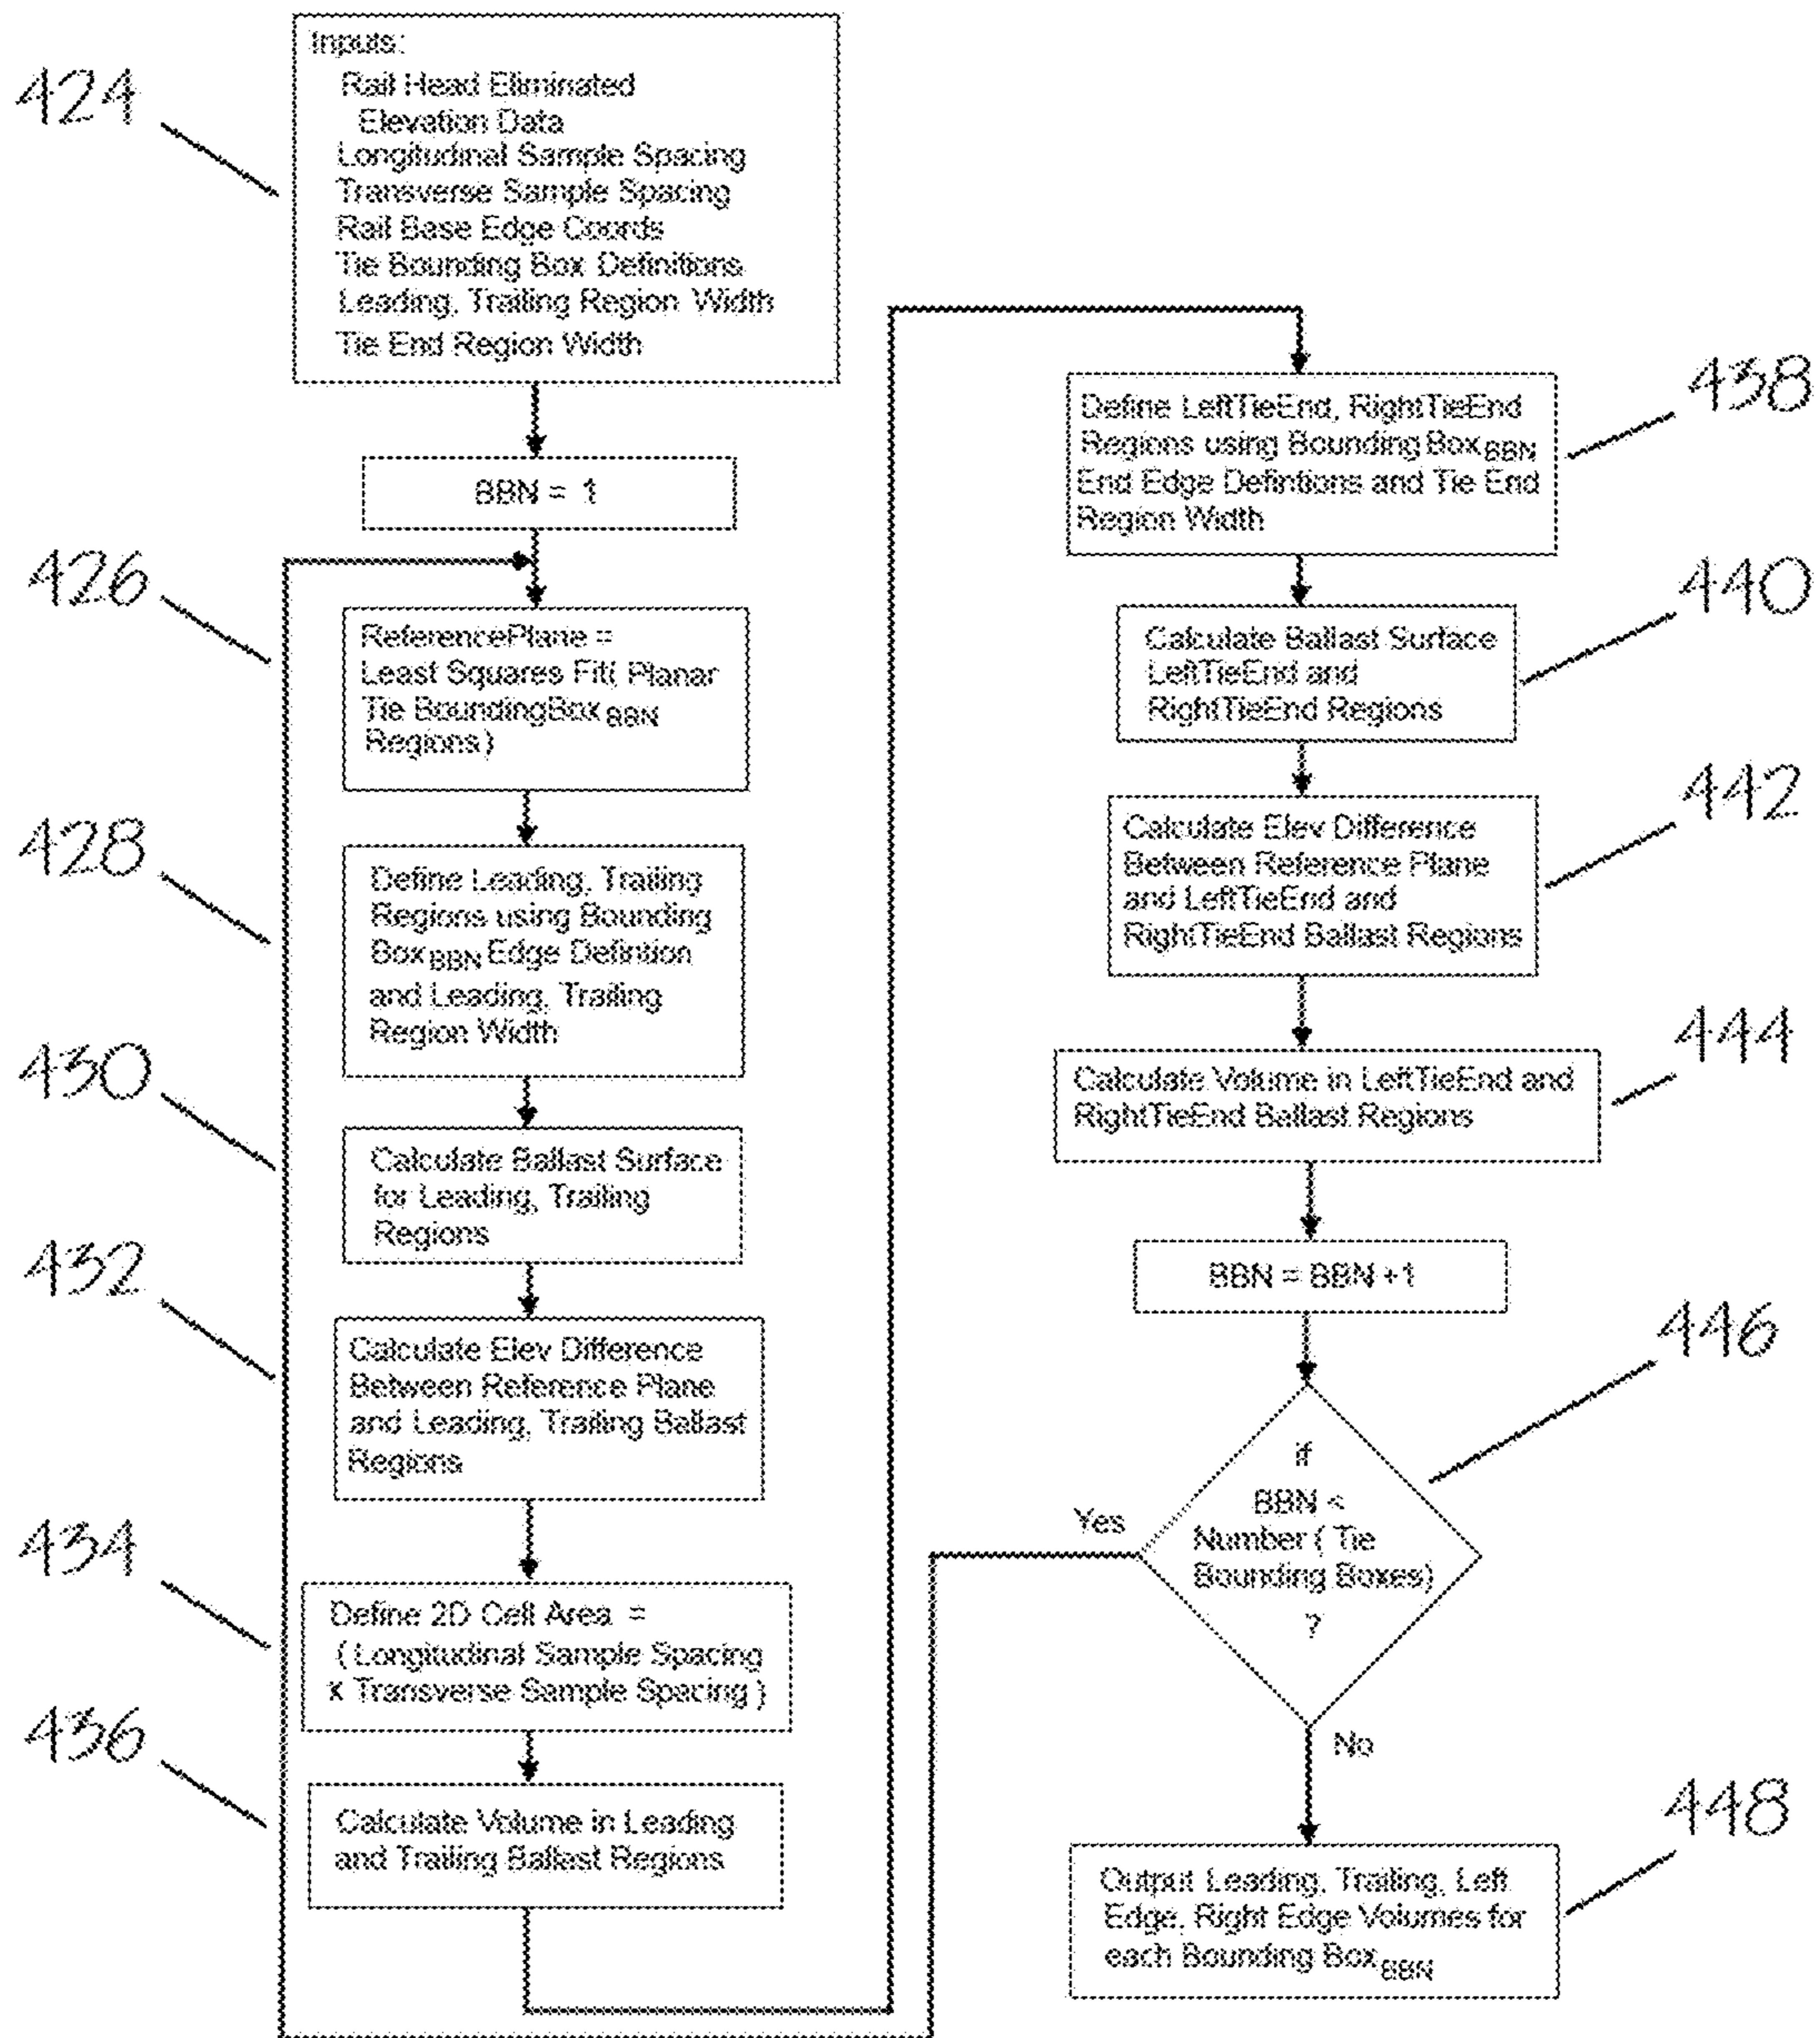 424
Inputs:
Rail Head Eliminated
Elevation Data
Longitudinal Sample Spacing
Transverse Sample Spacing
Rail Base Edge Coords
Tie Bounding Box Definitions
Leading, Trailing Region Width
Tie End Region Width
BBN = 1
426
ReferencePlane =
Least Squares Fit( Planar
Tie BoundingBox BBN
Regions)
428
Define Leading, Trailing
Regions using Bounding
Box BBN Edge Defintion
and Leading, Trailing
Region Width
430
Calculate Ballast Surface
for Leading, Trailing
Regions
432
Calculate Elev Difference
Between Reference Plane
and Leading, Trailing Ballast
Regions
434
Define 2D Cell Area =
( Longitudinal Sample Spacing
x Transverse Sample Spacing )
436
Calculate Volume in Leading
and Trailing Ballast Regions
438
Define LeftTieEnd, RightTieEnd
Regions using Bounding Box BBN
End Edge Defintions and Tie End
Region Width
440
Calculate Ballast Surface
LeftTieEnd and
RightTieEnd Regions
442
Calculate Elev Difference
Between Reference Plane
and LeftTieEnd and
RightTieEnd Ballast Regions
444
Calculate Volume in LeftTieEnd and
RightTieEnd Ballast Regions
BBN = BBN +1
446
if
BBN <
Number ( Tie
Bounding Boxes)
?
Yes
No
448
Output Leading, Trailing, Left
Edge, Right Edge Volumes for
each Bounding Box BBN